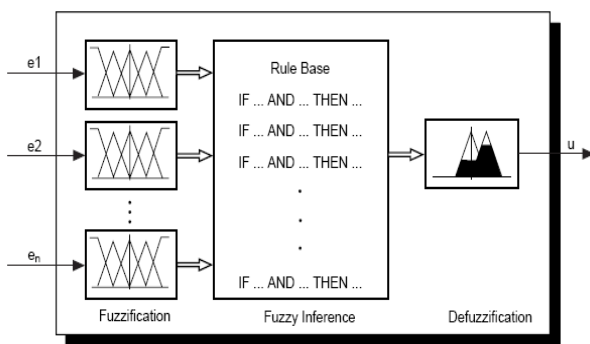 e1
e2
en
Rule Base
IF ... AND ... THEN ...
IF ... AND ... THEN ...
IF ... AND ... THEN ...
IF ... AND ... THEN ...
u
Fuzzification
Fuzzy Inference
Defuzzification